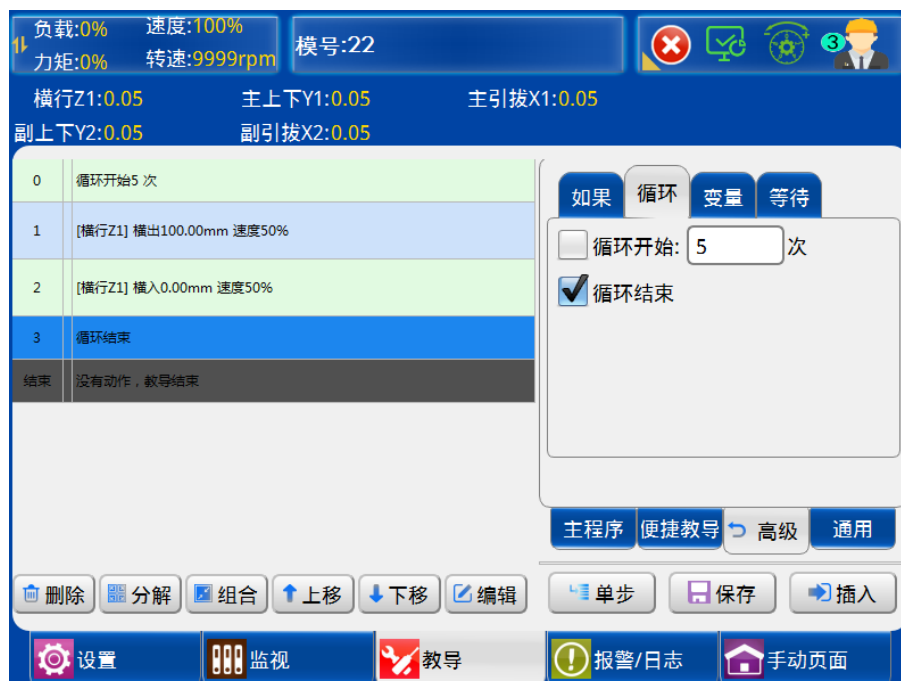 负载:0% 速度:100%
力矩:0% 转速:9999rpm
模号:22
3
横行Z1:0.05 主上下Y1:0.05 主引拔X1:0.05
副上下Y2:0.05 副引拔X2:0.05
0 循环开始5 次
1 [横行Z1] 横出100.00mm 速度50%
2 [横行Z1] 横入0.00mm 速度50%
3 循环结束
结束 没有动作，教导结束
如果 循环 变量 等待
循环开始: 5 次
循环结束
主程序 便捷教导 高级 通用
删除 分解 组合 上移 下移 编辑 单步 保存 插入
设置 监视 教导 报警/日志 手动页面